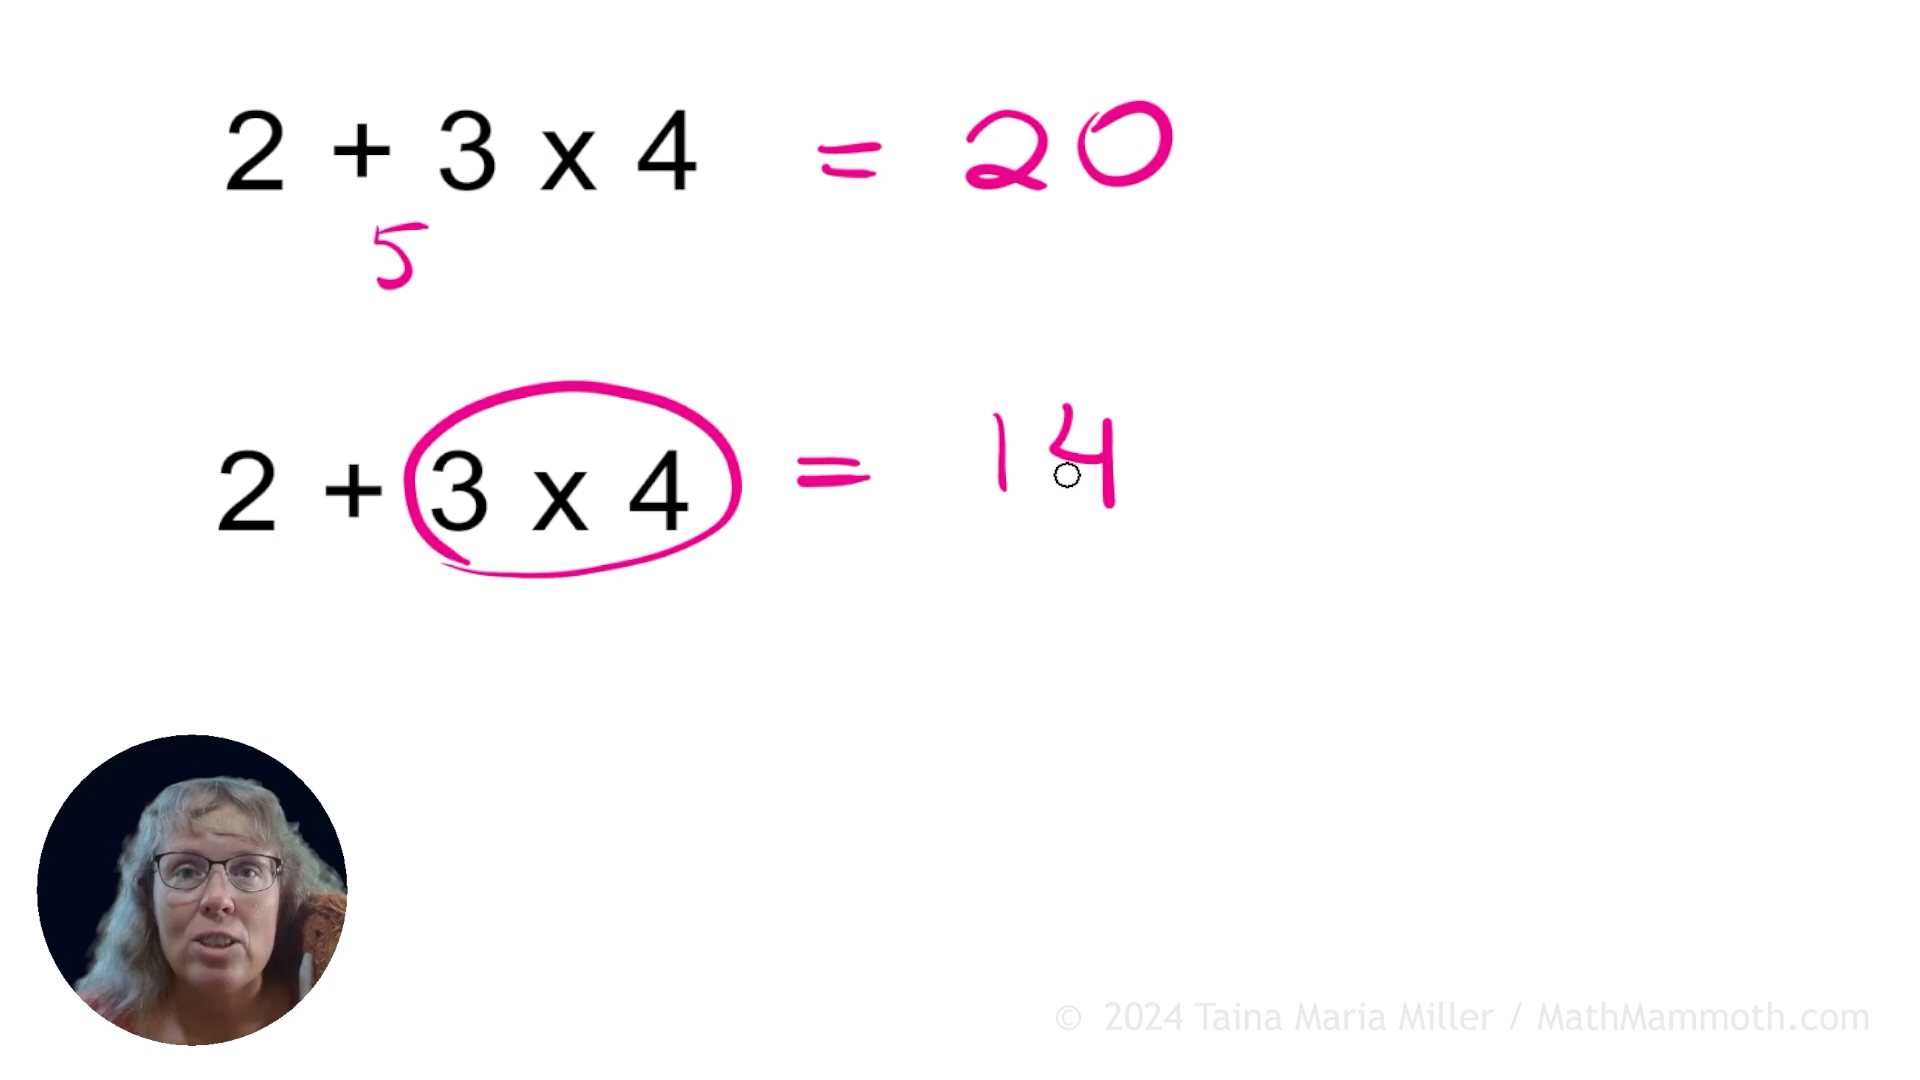 2 + 3 x 4 = 20
5
2 + 3 x 4 = 14
© 2024 Taina Maria Miller / MathMammoth.com